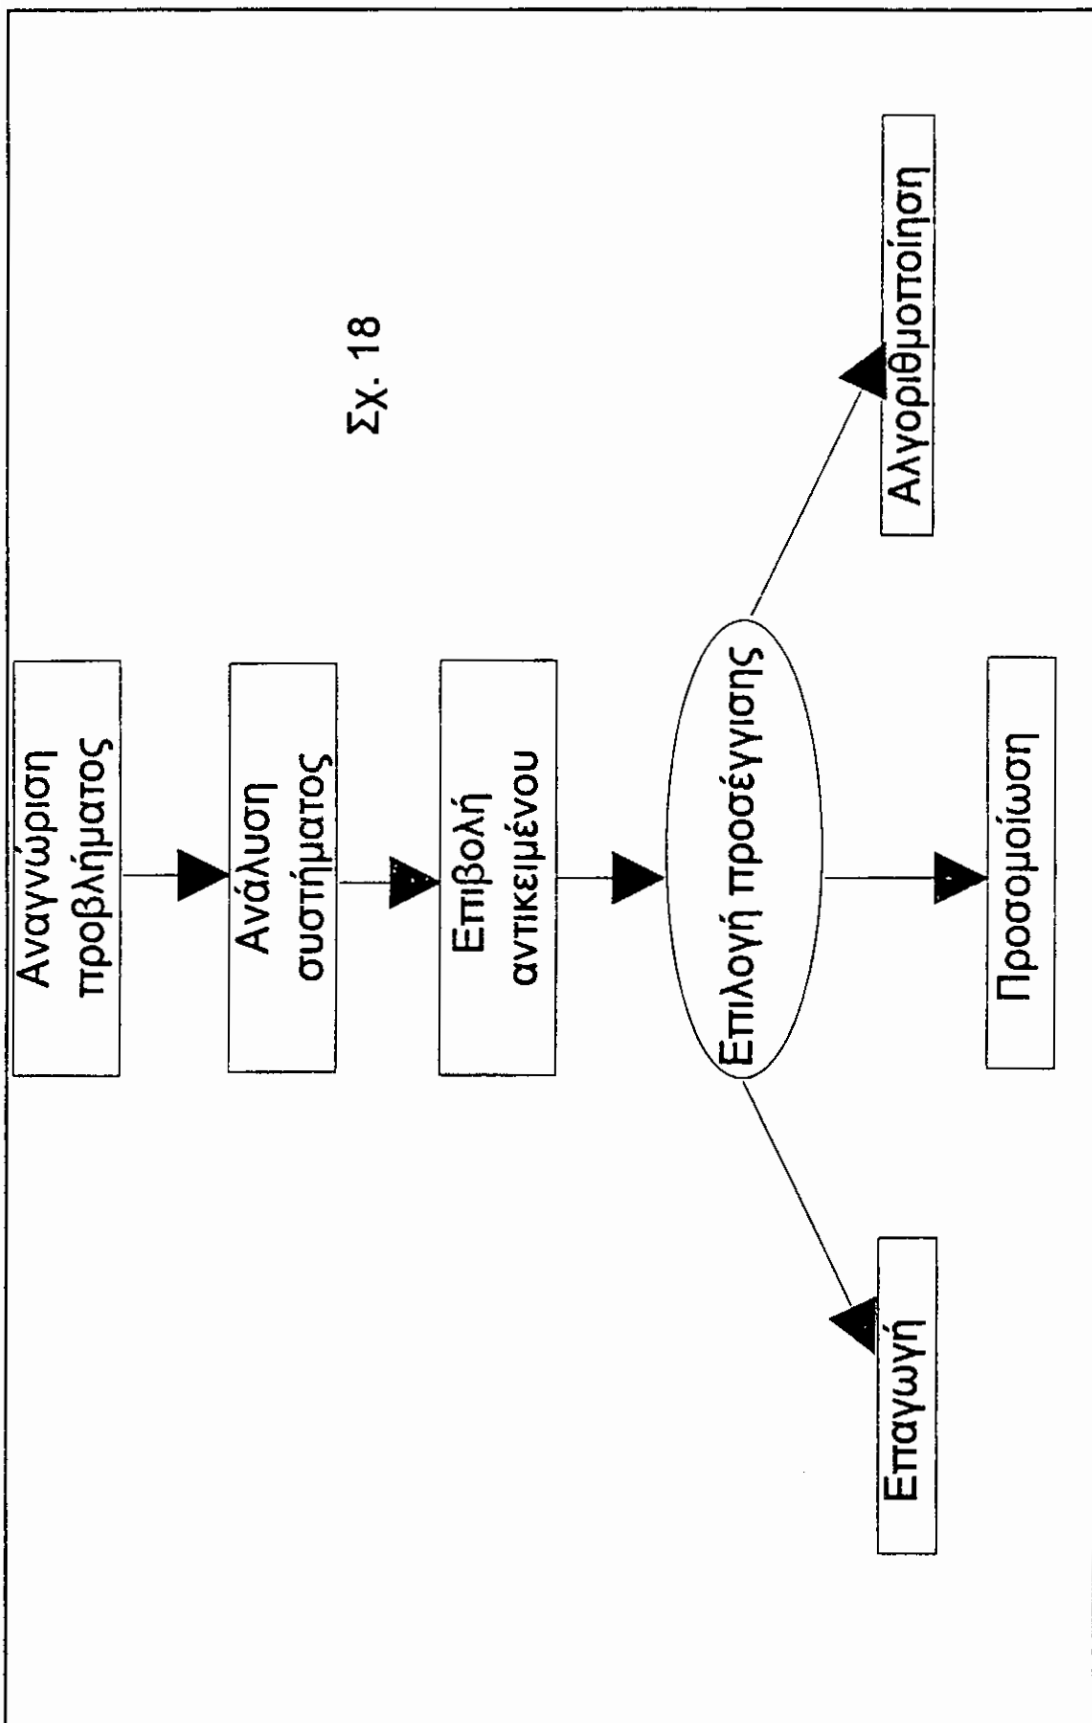 Αναγνώριση
προβλήματος
Ανάλυση
συστήματος
Επιβολή
αντικειμένου
Σχ. 18
Επιλογή προσέγγισης
Επαγωγή
Προσομοίωση
Αλγοριθμοποίηση